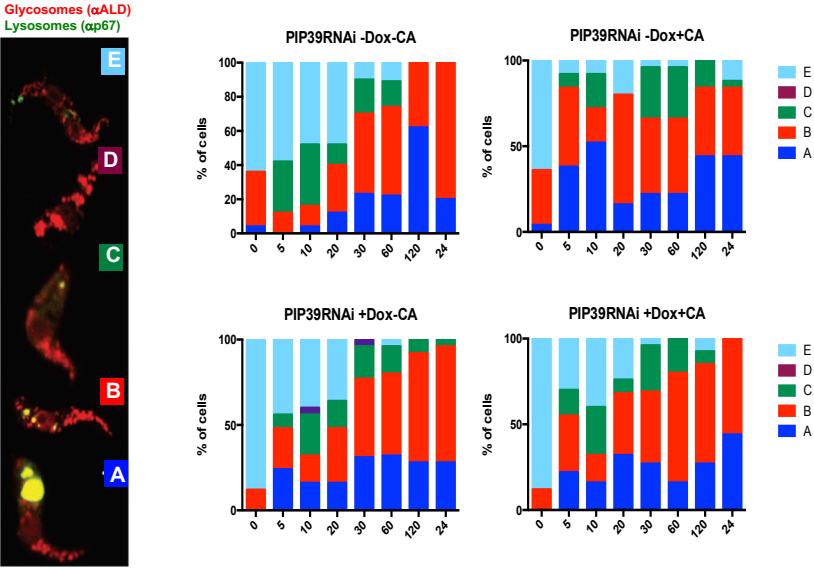 Glycosomes (αALD)
Lysosomes (αp67)
E
D
C
B
A
PIP39RNAi -Dox-CA
% of cells
100
80
60
40
20
0
0 5 10 20 30 60 120 24
PIP39RNAi -Dox+CA
% of cells
100
50
0
0 5 10 20 30 60 120 24
E
D
C
B
A
PIP39RNAi +Dox-CA
% of cells
100
50
0
0 5 10 20 30 60 120 24
PIP39RNAi +Dox+CA
% of cells
100
50
0
0 5 10 20 30 60 120 24
E
D
C
B
A